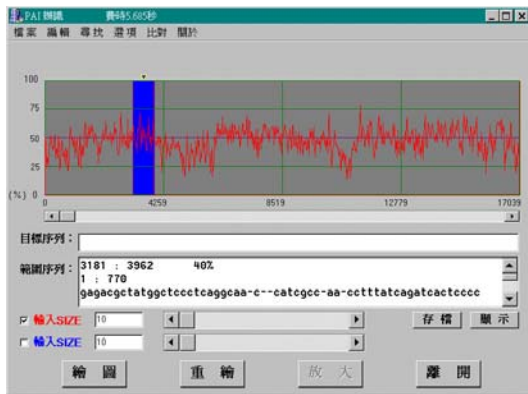 PAI 辦識 費時5.685秒
檔案 編輯 尋找 選項 比對 關於
100
75
50
25
(%) 0
0 4259 8519 12779 17039
目標序列：
範圍序列：
3181 : 3962 40%
1 : 770
gagacgctatggctccctcaggcaa-c--catcgcc-aa-cctttatcagatcactcccc
輸入SIZE 10 存檔 顯示
輸入SIZE 10
繪圖 重繪 放大 離開